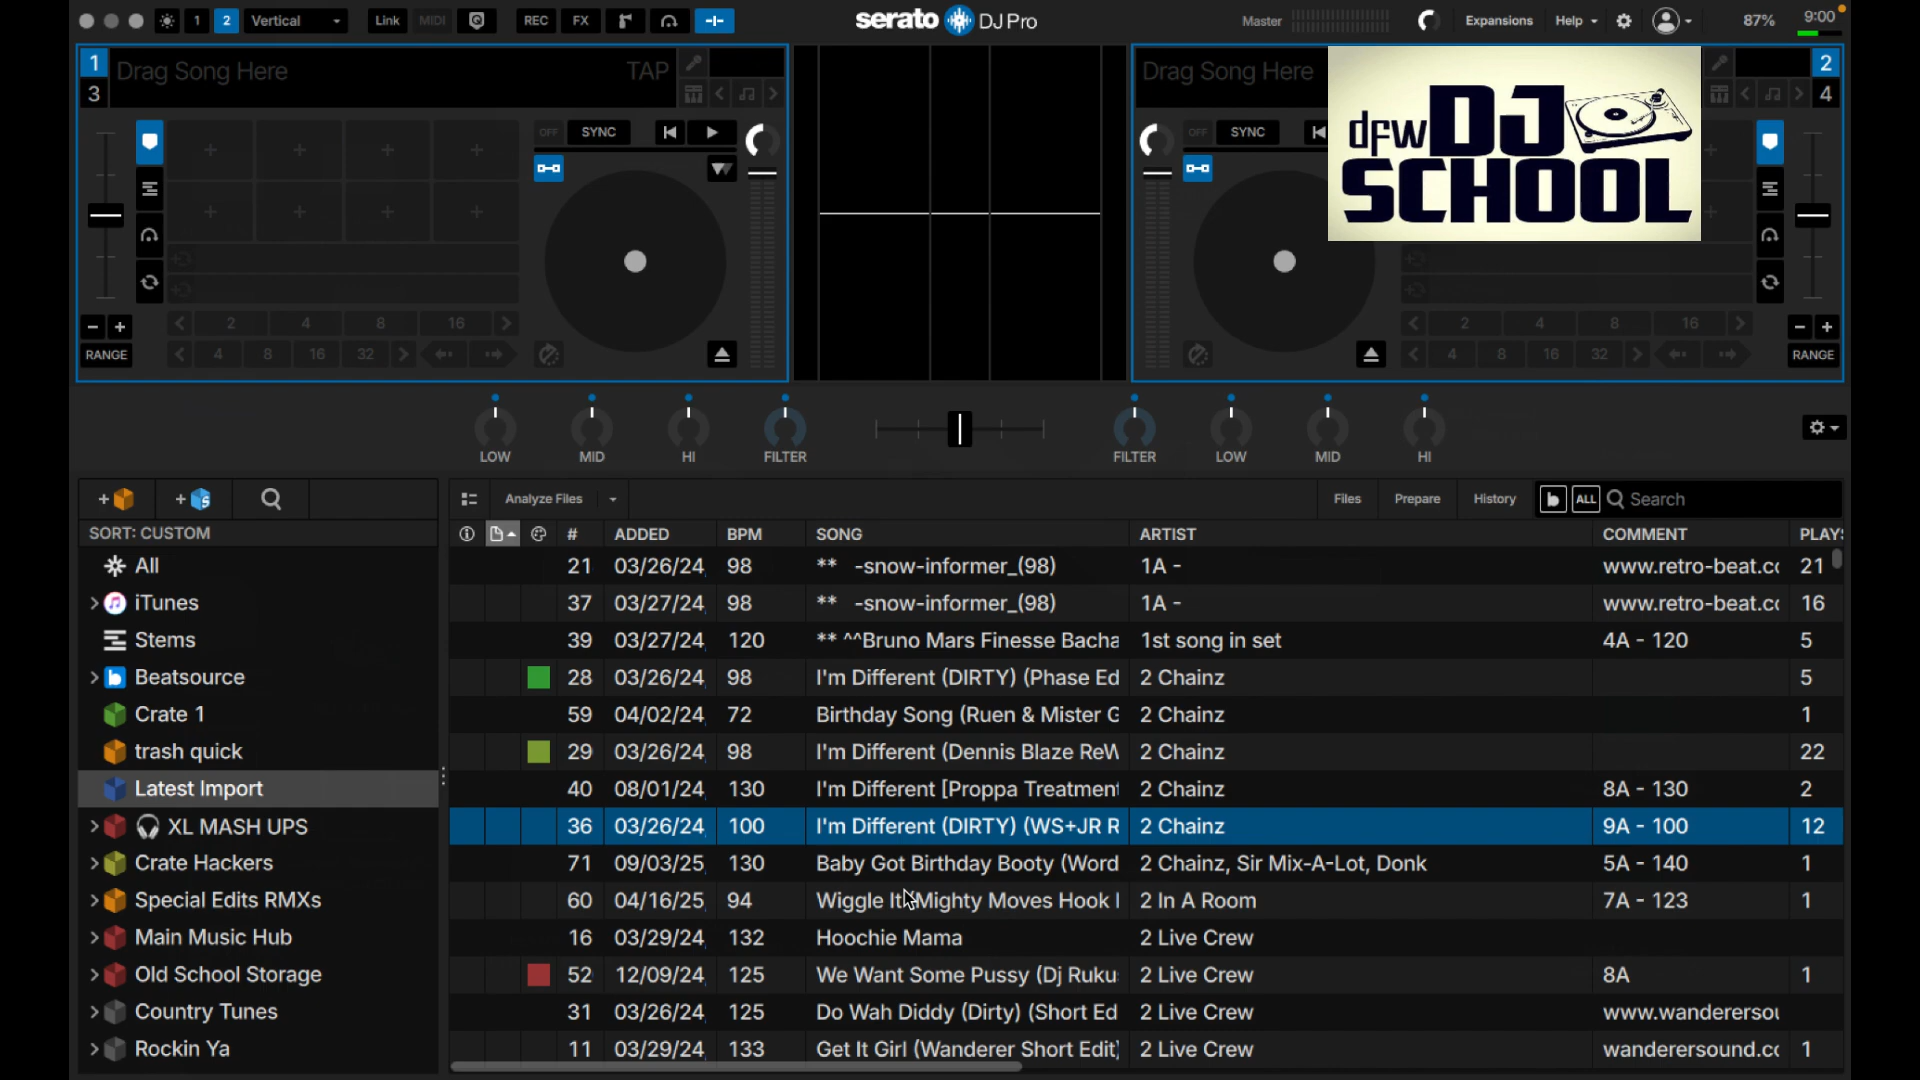 1 2 Vertical Link MIDI REC FX serato DJ Pro Master Expansions Help 87% 9:00
1 Drag Song Here TAP
3
Drag Song Here 2
4
dfw DJ
SCHOOL
OFF SYNC
OFF SYNC
2 4 8 16
4 8 16 32
RANGE
2 4 8 16
4 8 16 32
RANGE
LOW MID HI FILTER FILTER LOW MID HI
Analyze Files Files Prepare History b ALL Search
SORT: CUSTOM
All
iTunes
Stems
Beatsource
Crate 1
trash quick
Latest Import
XL MASH UPS
Crate Hackers
Special Edits RMXs
Main Music Hub
Old School Storage
Country Tunes
Rockin Ya
# ADDED BPM SONG ARTIST COMMENT PLAYS
21 03/26/24 98 ** -snow-informer_(98) 1A - www.retro-beat.cc 21
37 03/27/24 98 ** -snow-informer_(98) 1A - www.retro-beat.cc 16
39 03/27/24 120 ** ^^Bruno Mars Finesse Bacha 1st song in set 4A - 120 5
28 03/26/24 98 I'm Different (DIRTY) (Phase Ed 2 Chainz 5
59 04/02/24 72 Birthday Song (Ruen & Mister G 2 Chainz 1
29 03/26/24 98 I'm Different (Dennis Blaze ReW 2 Chainz 22
40 08/01/24 130 I'm Different [Proppa Treatment 2 Chainz 8A - 130 2
36 03/26/24 100 I'm Different (DIRTY) (WS+JR R 2 Chainz 9A - 100 12
71 09/03/25 130 Baby Got Birthday Booty (Word 2 Chainz, Sir Mix-A-Lot, Donk 5A - 140 1
60 04/16/25 94 Wiggle It Mighty Moves Hook 2 In A Room 7A - 123 1
16 03/29/24 132 Hoochie Mama 2 Live Crew
52 12/09/24 125 We Want Some Pussy (Dj Ruku 2 Live Crew 8A 1
31 03/26/24 125 Do Wah Diddy (Dirty) (Short Ed 2 Live Crew www.wanderersou
11 03/29/24 133 Get It Girl (Wanderer Short Edit) 2 Live Crew wanderersound.cc 1